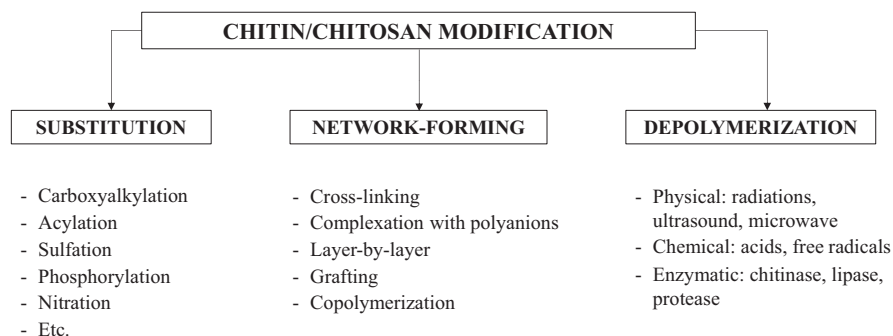 CHITIN/CHITOSAN MODIFICATION
SUBSTITUTION
- Carboxyalkylation
- Acylation
- Sulfation
- Phosphorylation
- Nitration
- Etc.
NETWORK-FORMING
- Cross-linking
- Complexation with polyanions
- Layer-by-layer
- Grafting
- Copolymerization
DEPOLYMERIZATION
- Physical: radiations,
ultrasound, microwave
- Chemical: acids, free radicals
- Enzymatic: chitinase, lipase,
protease